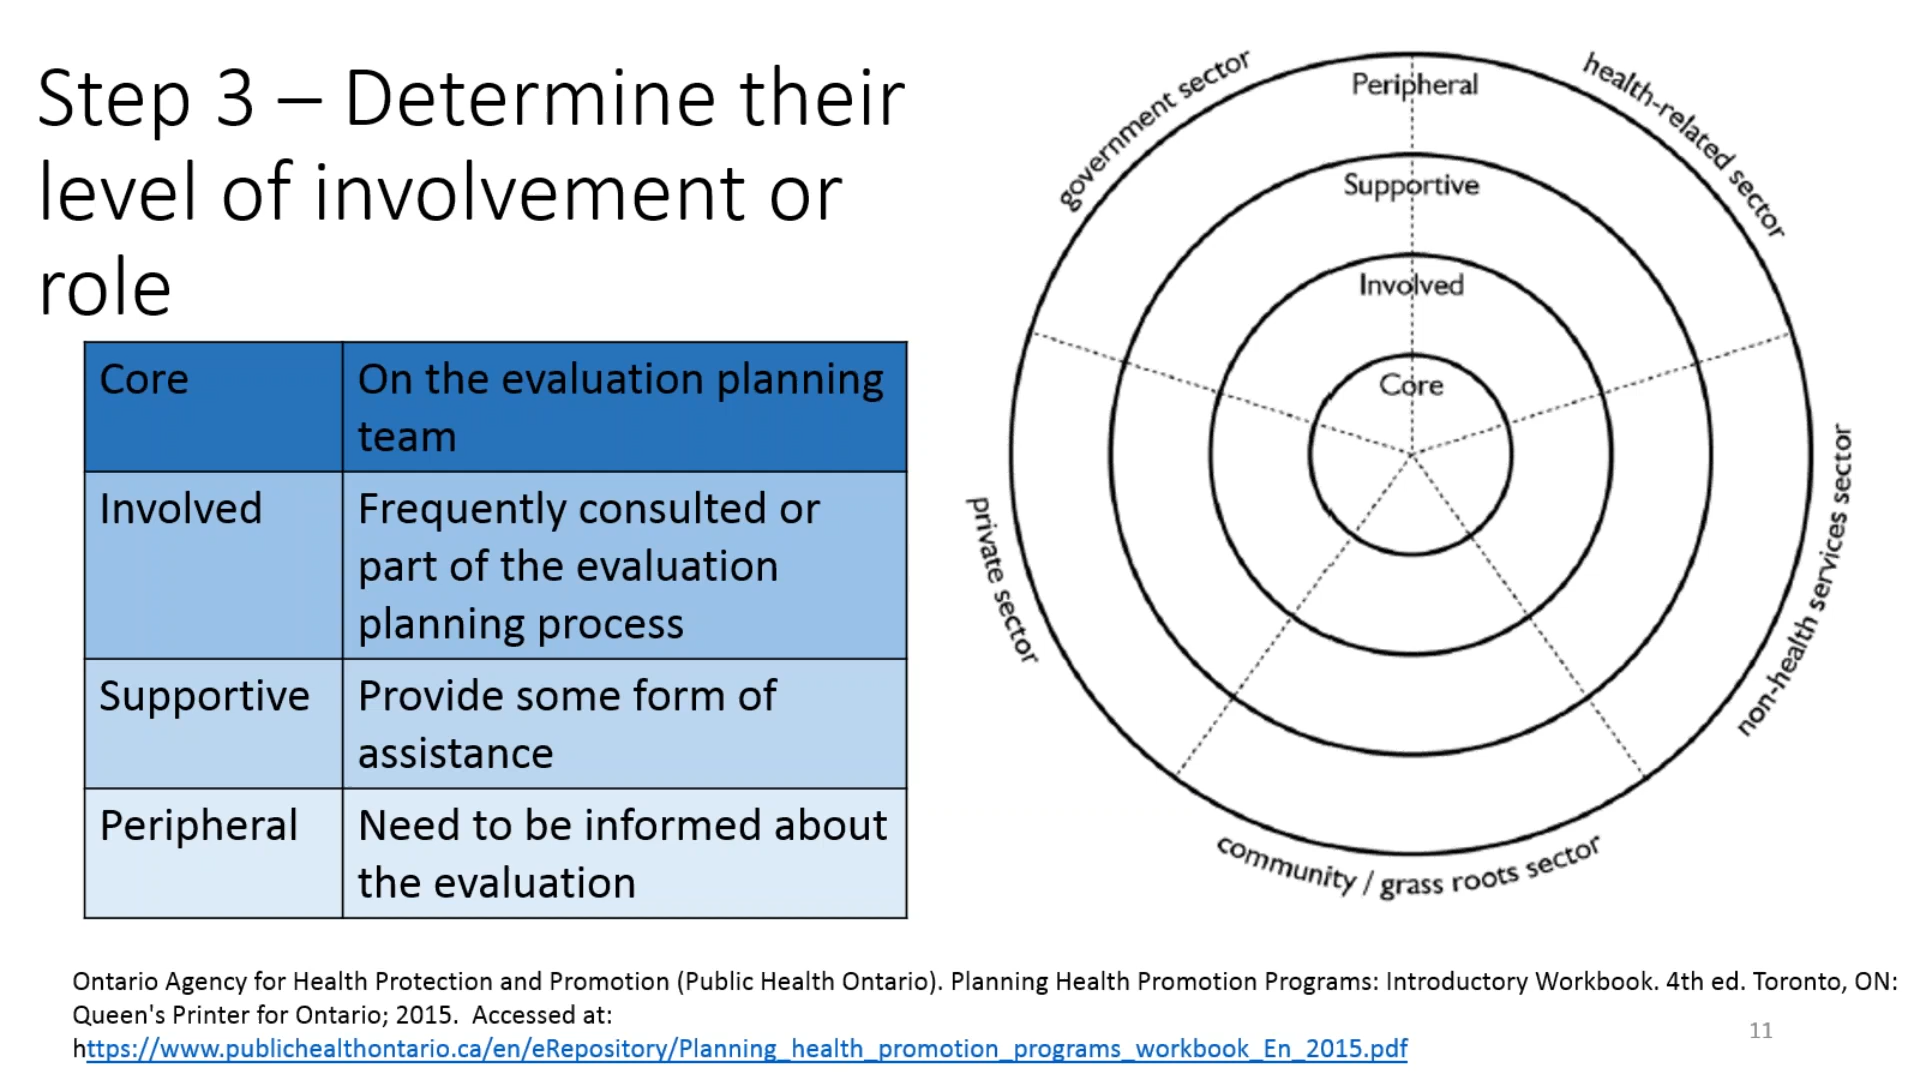 Step 3 – Determine their
level of involvement or
role
Core
On the evaluation planning
team
Involved
Frequently consulted or
part of the evaluation
planning process
Supportive
Provide some form of
assistance
Peripheral
Need to be informed about
the evaluation
government sector
health-related sector
Peripheral
Supportive
Involved
Core
private sector
non-health services sector
community / grass roots sector
Ontario Agency for Health Protection and Promotion (Public Health Ontario). Planning Health Promotion Programs: Introductory Workbook. 4th ed. Toronto, ON:
Queen's Printer for Ontario; 2015.  Accessed at:
https://www.publichealthontario.ca/en/eRepository/Planning_health_promotion_programs_workbook_En_2015.pdf
11